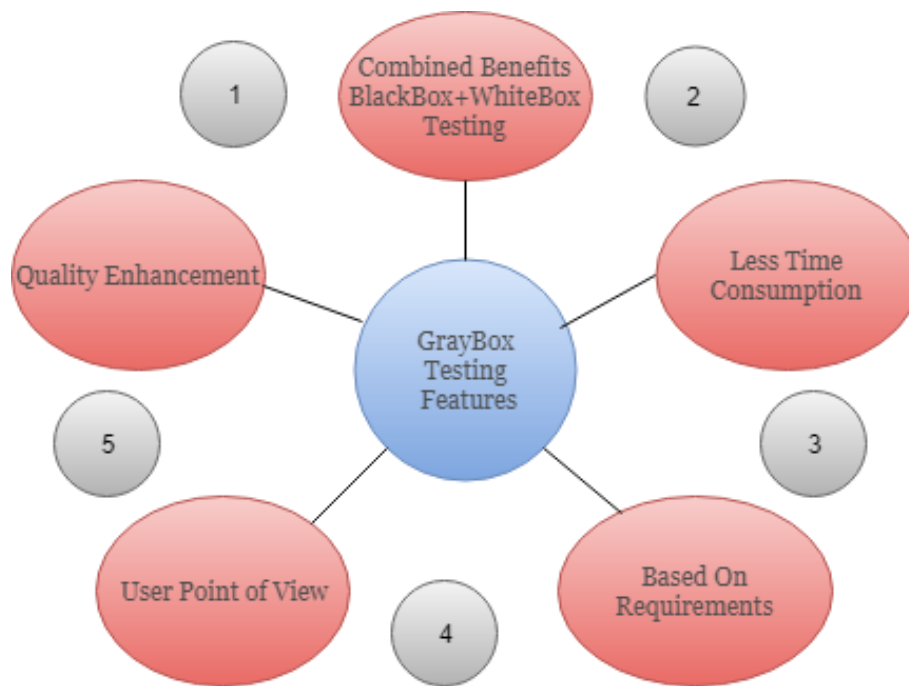 1
Combined Benefits
BlackBox+WhiteBox
Testing
2
Quality Enhancement
Less Time
Consumption
GrayBox
Testing
Features
5
3
User Point of View
Based On
Requirements
4